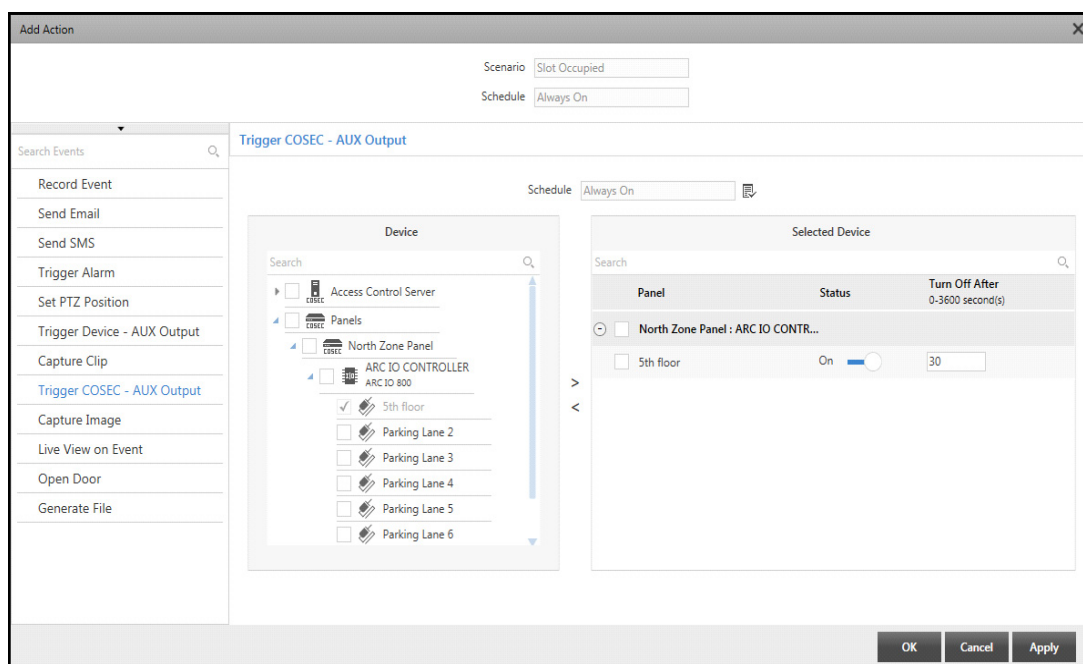 Add Action
Scenario Slot Occupied
Schedule Always On
Search Events
Record Event
Send Email
Send SMS
Trigger Alarm
Set PTZ Position
Trigger Device - AUX Output
Capture Clip
Trigger COSEC - AUX Output
Capture Image
Live View on Event
Open Door
Generate File
Trigger COSEC - AUX Output
Schedule Always On
Device
Search
COSEC Access Control Server
COSEC Panels
COSEC North Zone Panel
ARC IO CONTROLLER
ARC IO 800
5th floor
Parking Lane 2
Parking Lane 3
Parking Lane 4
Parking Lane 5
Parking Lane 6
>
<
Selected Device
Search
Panel Status Turn Off After
0-3600 second(s)
North Zone Panel : ARC IO CONTR...
5th floor On 30
OK Cancel Apply